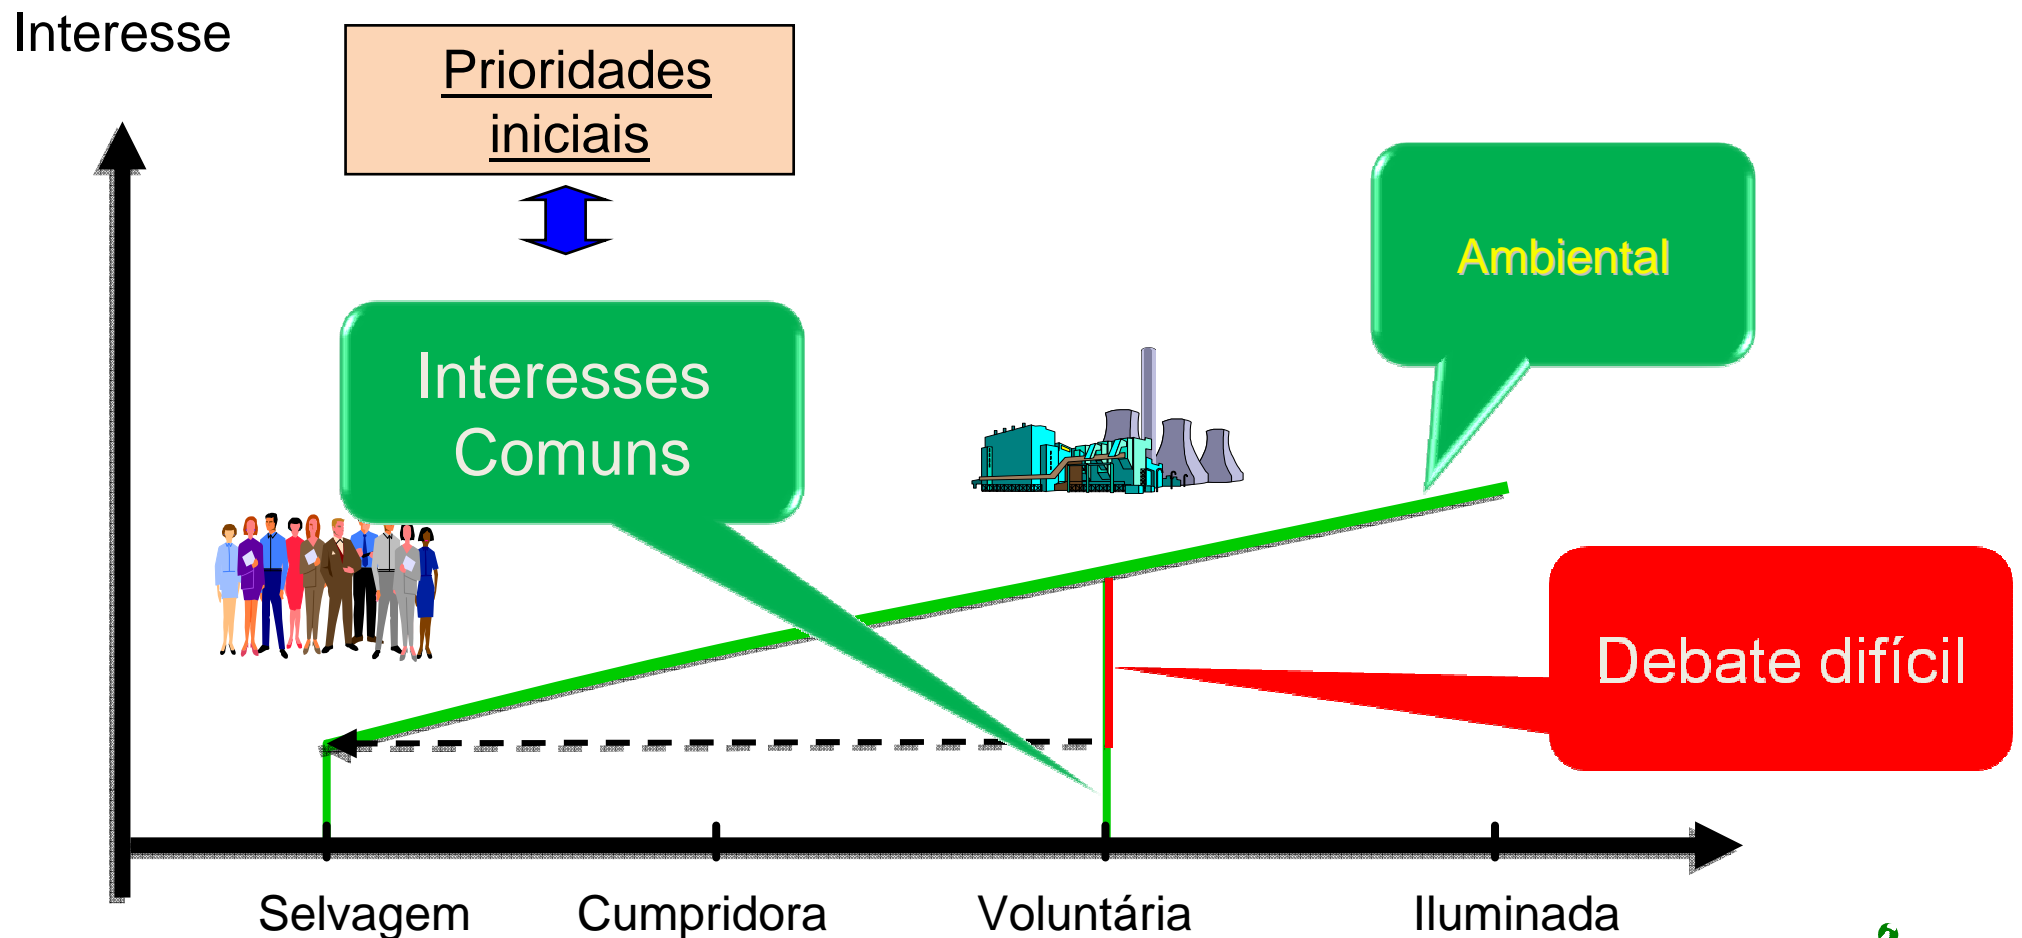 Interesse
Prioridades
iniciais
Ambiental
Interesses
Comuns
Debate difícil
Selvagem
Cumpridora
Voluntária
Iluminada